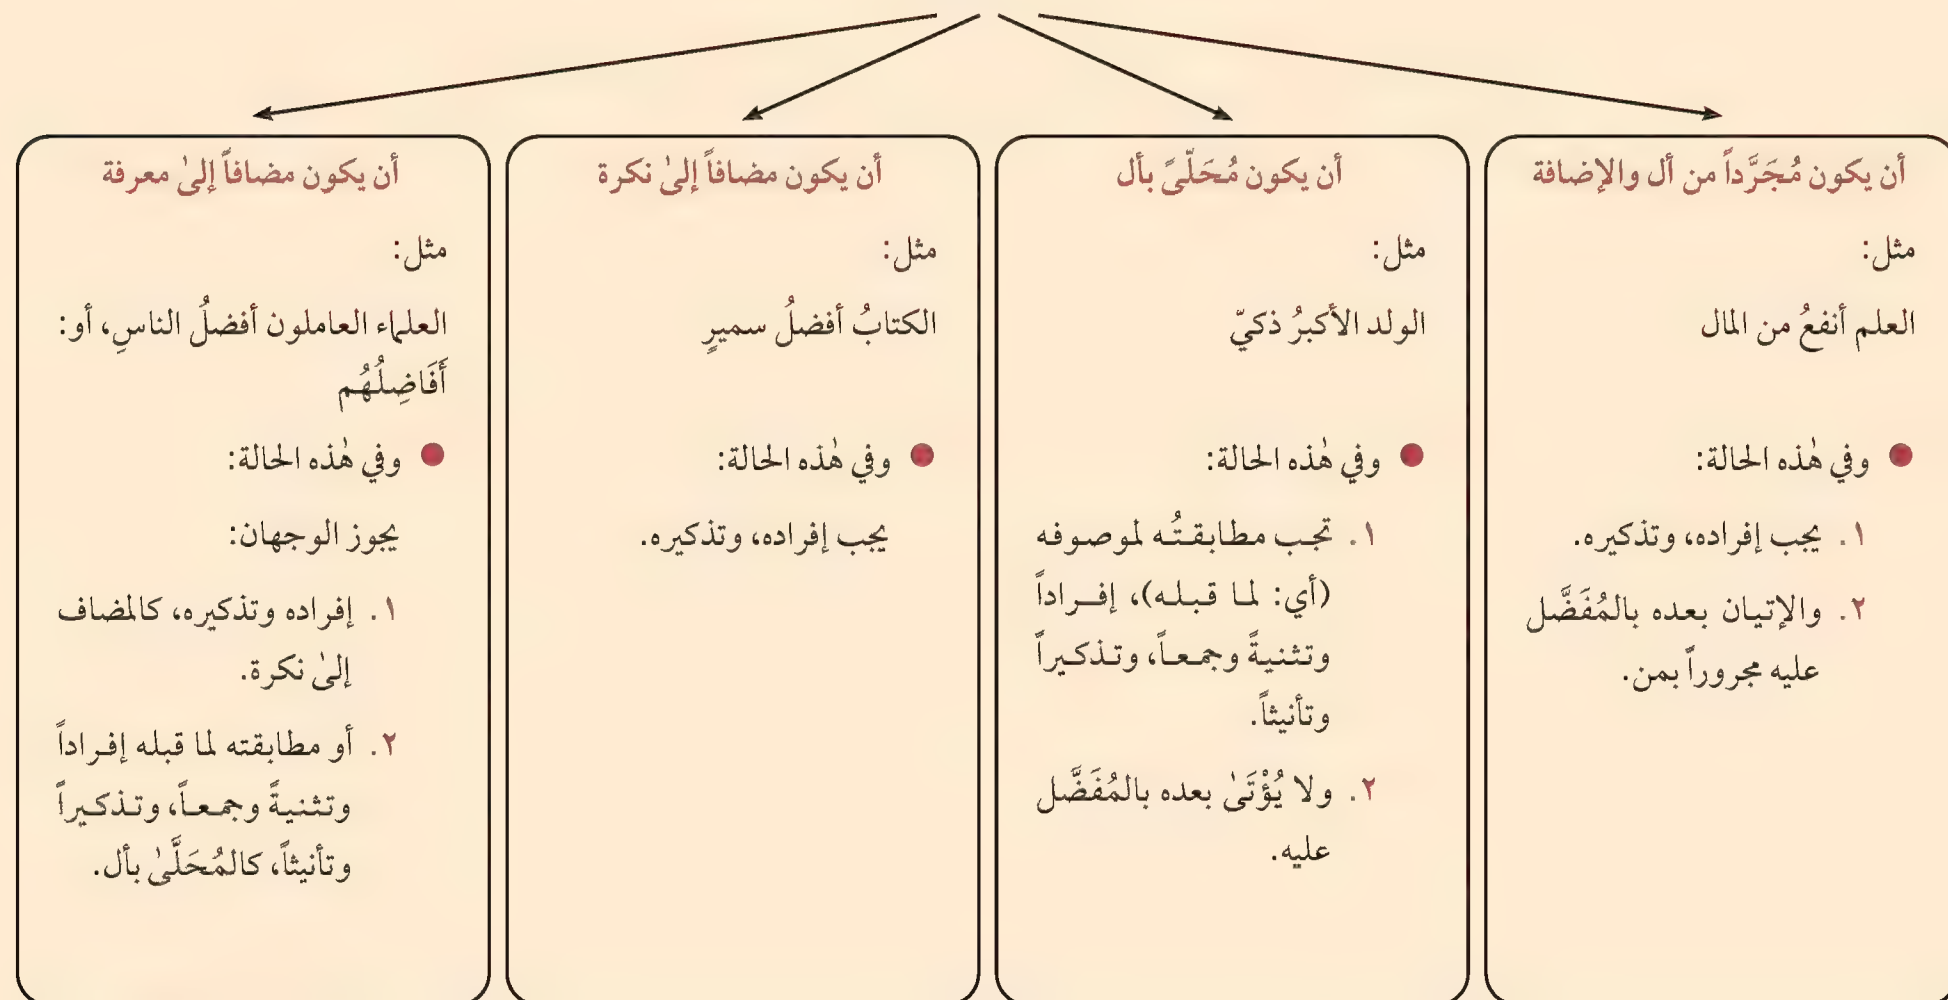 أن يكون مُجَرَّداً من أل والإضافة
مثل:
العلم أنفعُ من المال
● وفي هٰذه الحالة:
١. يجب إفراده، وتذكيره.
٢. والإتيان بعده بالمُفَضَّل
عليه مجروراً بمن.
أن يكون مُحَلّىً بأل
مثل:
الولد الأكبرُ ذكيّ
● وفي هٰذه الحالة:
١. تجب مطابقتُه لموصوفه
(أي: لما قبله)، إفراداً
وتثنيةً وجمعاً، وتذكيراً
وتأنيثاً.
٢. ولا يُؤْتَىٰ بعده بالمُفَضَّل
عليه.
أن يكون مضافاً إلىٰ نكرة
مثل:
الكتابُ أفضلُ سميرٍ
● وفي هٰذه الحالة:
يجب إفراده، وتذكيره.
أن يكون مضافاً إلىٰ معرفة
مثل:
العلماء العاملون أفضلُ الناسِ، أو:
أَفَاضِلُهُم
● وفي هٰذه الحالة:
يجوز الوجهان:
١. إفراده وتذكيره، كالمضاف
إلىٰ نكرة.
٢. أو مطابقته لما قبله إفراداً
وتثنيةً وجمعاً، وتذكيراً
وتأنيثاً، كالمُحَلَّىٰ بأل.